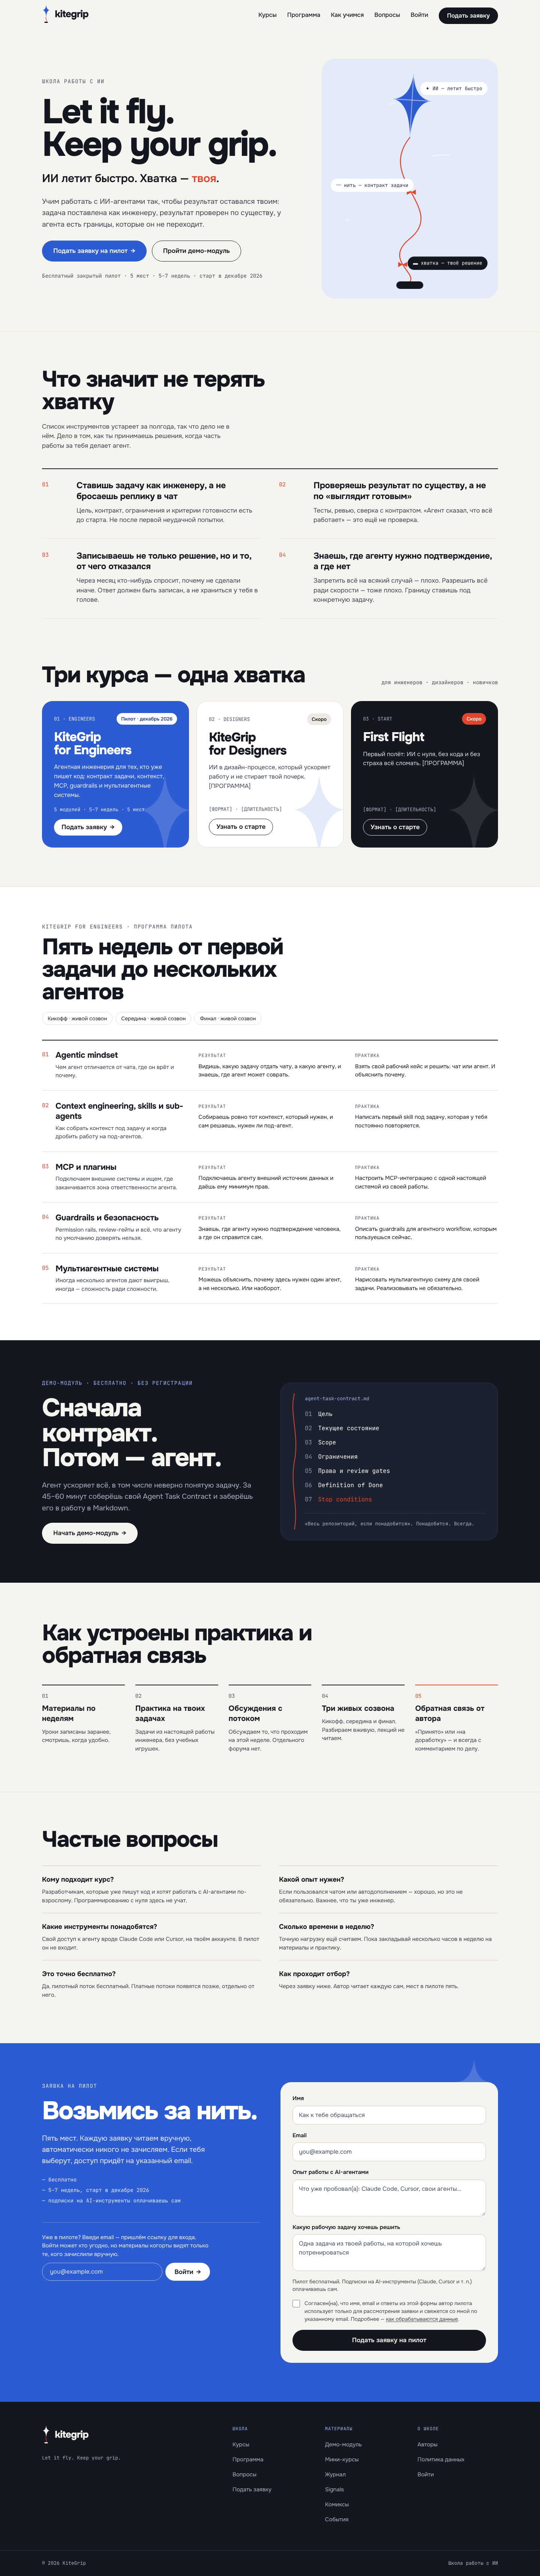 kitegrip
Курсы Программа Как учимся Вопросы Войти Подать заявку
ШКОЛА РАБОТЫ С ИИ
Let it fly.
Keep your grip.
ИИ летит быстро. Хватка — твоя.
Учим работать с ИИ-агентами так, чтобы результат оставался твоим:
задача поставлена как инженеру, результат проверен по существу, у
агента есть границы, которые он не переходит.
Подать заявку на пилот →
Пройти демо-модуль
Бесплатный закрытый пилот · 5 мест · 5–7 недель · старт в декабре 2026
ИИ — летит быстро
нить — контракт задачи
хватка — твоё решение
Что значит не терять
хватку
Список инструментов устареет за полгода, так что дело не в
нём. Дело в том, как ты принимаешь решения, когда часть
работы за тебя делает агент.
01
Ставишь задачу как инженеру, а не
бросаешь реплику в чат
Цель, контракт, ограничения и критерии готовности есть
до старта. Не после первой неудачной попытки.
02
Проверяешь результат по существу, а не
по «выглядит готовым»
Тесты, ревью, сверка с контрактом. «Агент сказал, что всё
работает» — это ещё не проверка.
03
Записываешь не только решение, но и то,
от чего отказался
Через месяц кто-нибудь спросит, почему не сделали
иначе. Ответ должен быть записан, а не храниться у тебя в
голове.
04
Знаешь, где агенту нужно подтверждение,
а где нет
Запретить всё на всякий случай — плохо. Разрешить всё
ради скорости — тоже плохо. Границу ставишь под
конкретную задачу.
Три курса — одна хватка
для инженеров · дизайнеров · новичков
01 · ENGINEERS
Пилот · декабрь 2026
KiteGrip
for Engineers
Агентная инженерия для тех, кто уже
пишет код: контракт задачи, контекст,
MCP, guardrails и мультиагентные
системы.
5 модулей · 5–7 недель · 5 мест
Подать заявку →
02 · DESIGNERS
Скоро
KiteGrip
for Designers
ИИ в дизайн-процессе, который ускоряет
работу и не стирает твой почерк.
[ПРОГРАММА]
[ФОРМАТ] · [ДЛИТЕЛЬНОСТЬ]
Узнать о старте
03 · START
Скоро
First Flight
Первый полёт: ИИ с нуля, без кода и без
страха всё сломать. [ПРОГРАММА]
[ФОРМАТ] · [ДЛИТЕЛЬНОСТЬ]
Узнать о старте
KITEGRIP FOR ENGINEERS · ПРОГРАММА ПИЛОТА
Пять недель от первой
задачи до нескольких
агентов
Кикофф · живой созвон
Середина · живой созвон
Финал · живой созвон
01
Agentic mindset
Чем агент отличается от чата, где он врёт и
почему.
РЕЗУЛЬТАТ
Видишь, какую задачу отдать чату, а какую агенту, и
знаешь, где агент может соврать.
ПРАКТИКА
Взять свой рабочий кейс и решить: чат или агент. И
объяснить почему.
02
Context engineering, skills и sub-
agents
Как собрать контекст под задачу и когда
дробить работу на под-агентов.
РЕЗУЛЬТАТ
Собираешь ровно тот контекст, который нужен, и
сам решаешь, нужен ли под-агент.
ПРАКТИКА
Написать первый skill под задачу, которая у тебя
постоянно повторяется.
03
MCP и плагины
Подключаем внешние системы и ищем, где
заканчивается зона ответственности агента.
РЕЗУЛЬТАТ
Подключаешь агенту внешний источник данных и
даёшь ему минимум прав.
ПРАКТИКА
Настроить MCP-интеграцию с одной настоящей
системой из своей работы.
04
Guardrails и безопасность
Permission rails, review-гейты и всё, что агенту
по умолчанию доверять нельзя.
РЕЗУЛЬТАТ
Знаешь, где агенту нужно подтверждение человека,
а где он справится сам.
ПРАКТИКА
Описать guardrails для агентного workflow, которым
пользуешься сейчас.
05
Мультиагентные системы
Иногда несколько агентов дают выигрыш,
иногда — сложность ради сложности.
РЕЗУЛЬТАТ
Можешь объяснить, почему здесь нужен один агент,
а не несколько. Или наоборот.
ПРАКТИКА
Нарисовать мультиагентную схему для своей
задачи. Реализовывать не обязательно.
ДЕМО-МОДУЛЬ · БЕСПЛАТНО · БЕЗ РЕГИСТРАЦИИ
Сначала
контракт.
Потом — агент.
Агент ускоряет всё, в том числе неверно понятую задачу. За
45–60 минут соберёшь свой Agent Task Contract и заберёшь
его в работу в Markdown.
Начать демо-модуль →
agent-task-contract.md
01 Цель
02 Текущее состояние
03 Scope
04 Ограничения
05 Права и review gates
06 Definition of Done
07 Stop conditions
«Весь репозиторий, если понадобится». Понадобится. Всегда.
Как устроены практика и
обратная связь
01
Материалы по
неделям
Уроки записаны заранее,
смотришь, когда удобно.
02
Практика на твоих
задачах
Задачи из настоящей работы
инженера, без учебных
игрушек.
03
Обсуждения с
потоком
Обсуждаем то, что проходим
на этой неделе. Отдельного
форума нет.
04
Три живых созвона
Кикофф, середина и финал.
Разбираем вживую, лекций не
читаем.
05
Обратная связь от
автора
«Принято» или «на
доработку» — и всегда с
комментарием по делу.
Частые вопросы
Кому подходит курс?
Разработчикам, которые уже пишут код и хотят работать с AI-агентами по-
взрослому. Программированию с нуля здесь не учат.
Какой опыт нужен?
Если пользовался чатом или автодополнением — хорошо, но это не
обязательно. Важнее, что ты уже инженер.
Какие инструменты понадобятся?
Свой доступ к агенту вроде Claude Code или Cursor, на твоём аккаунте. В пилот
он не входит.
Сколько времени в неделю?
Точную нагрузку ещё считаем. Пока закладывай несколько часов в неделю на
материалы и практику.
Это точно бесплатно?
Да, пилотный поток бесплатный. Платные потоки появятся позже, отдельно от
него.
Как проходит отбор?
Через заявку ниже. Автор читает каждую сам, мест в пилоте пять.
ЗАЯВКА НА ПИЛОТ
Возьмись за нить.
Пять мест. Каждую заявку читаем вручную,
автоматически никого не зачисляем. Если тебя
выберут, доступ придёт на указанный email.
— бесплатно
— 5–7 недель, старт в декабре 2026
— подписки на AI-инструменты оплачиваешь сам
Уже в пилоте? Введи email — пришлём ссылку для входа.
Войти может кто угодно, но материалы когорты видят только
те, кого зачислили вручную.
you@example.com
Войти →
Имя
Как к тебе обращаться
Email
you@example.com
Опыт работы с AI-агентами
Что уже пробовал(а): Claude Code, Cursor, свои агенты…
Какую рабочую задачу хочешь решить
Одна задача из твоей работы, на которой хочешь
потренироваться
Пилот бесплатный. Подписки на AI-инструменты (Claude, Cursor и т. п.)
оплачиваешь сам.
Согласен(на), что имя, email и ответы из этой формы автор пилота
использует только для рассмотрения заявки и свяжется со мной по
указанному email. Подробнее — как обрабатываются данные.
Подать заявку на пилот
kitegrip
Let it fly. Keep your grip.
ШКОЛА
Курсы
Программа
Вопросы
Подать заявку
МАТЕРИАЛЫ
Демо-модуль
Мини-курсы
Журнал
Signals
Комиксы
События
О ШКОЛЕ
Авторы
Политика данных
Войти
© 2026 KiteGrip
Школа работы с ИИ